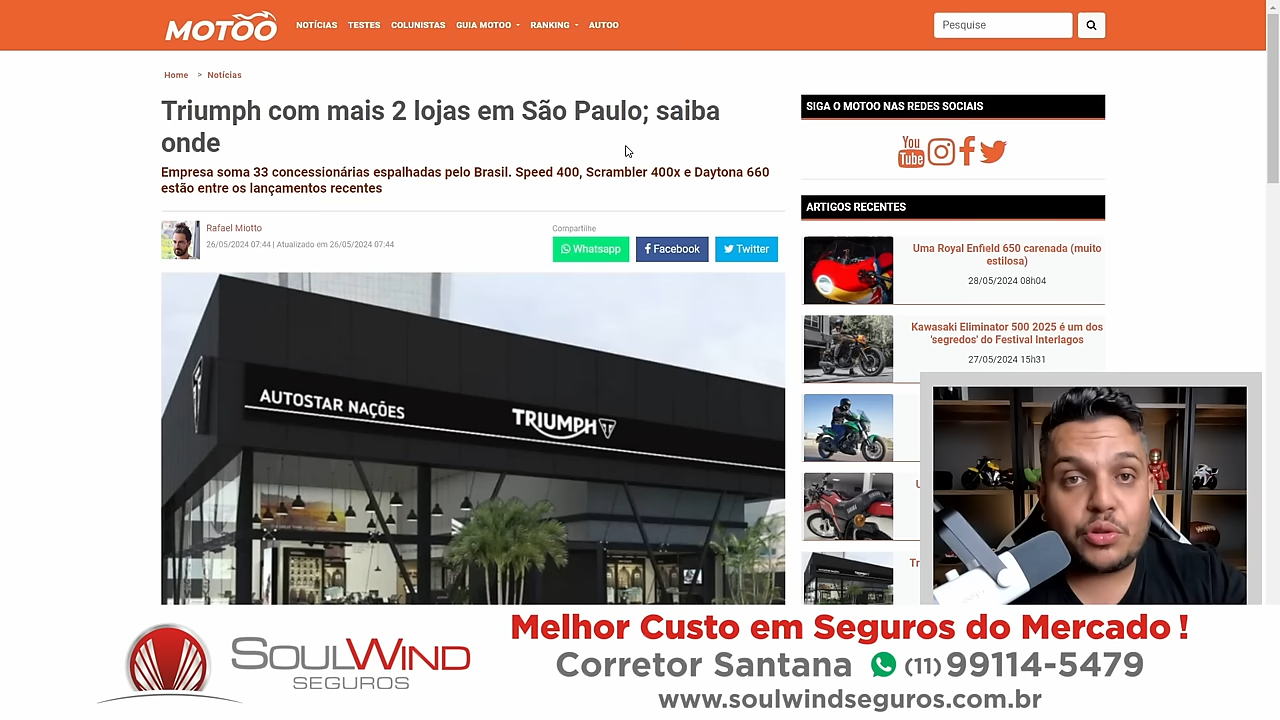 MOTOO
NOTÍCIAS TESTES COLUNISTAS GUIA MOTOO RANKING AUTOO
Pesquise
Home > Notícias
Triumph com mais 2 lojas em São Paulo; saiba
onde
Empresa soma 33 concessionárias espalhadas pelo Brasil. Speed 400, Scrambler 400x e Daytona 660
estão entre os lançamentos recentes
Rafael Miotto
26/05/2024 07:44 | Atualizado em 26/05/2024 07:44
Compartilhe
Whatsapp
Facebook
Twitter
AUTOSTAR NAÇÕES
TRIUMPH
SIGA O MOTOO NAS REDES SOCIAIS
You
Tube
ARTIGOS RECENTES
Uma Royal Enfield 650 carenada (muito
estilosa)
28/05/2024 08h04
Kawasaki Eliminator 500 2025 é um dos
'segredos' do Festival Interlagos
27/05/2024 15h31
SOULWIND
SEGUROS
Melhor Custo em Seguros do Mercado !
Corretor Santana (11) 99114-5479
www.soulwindseguros.com.br